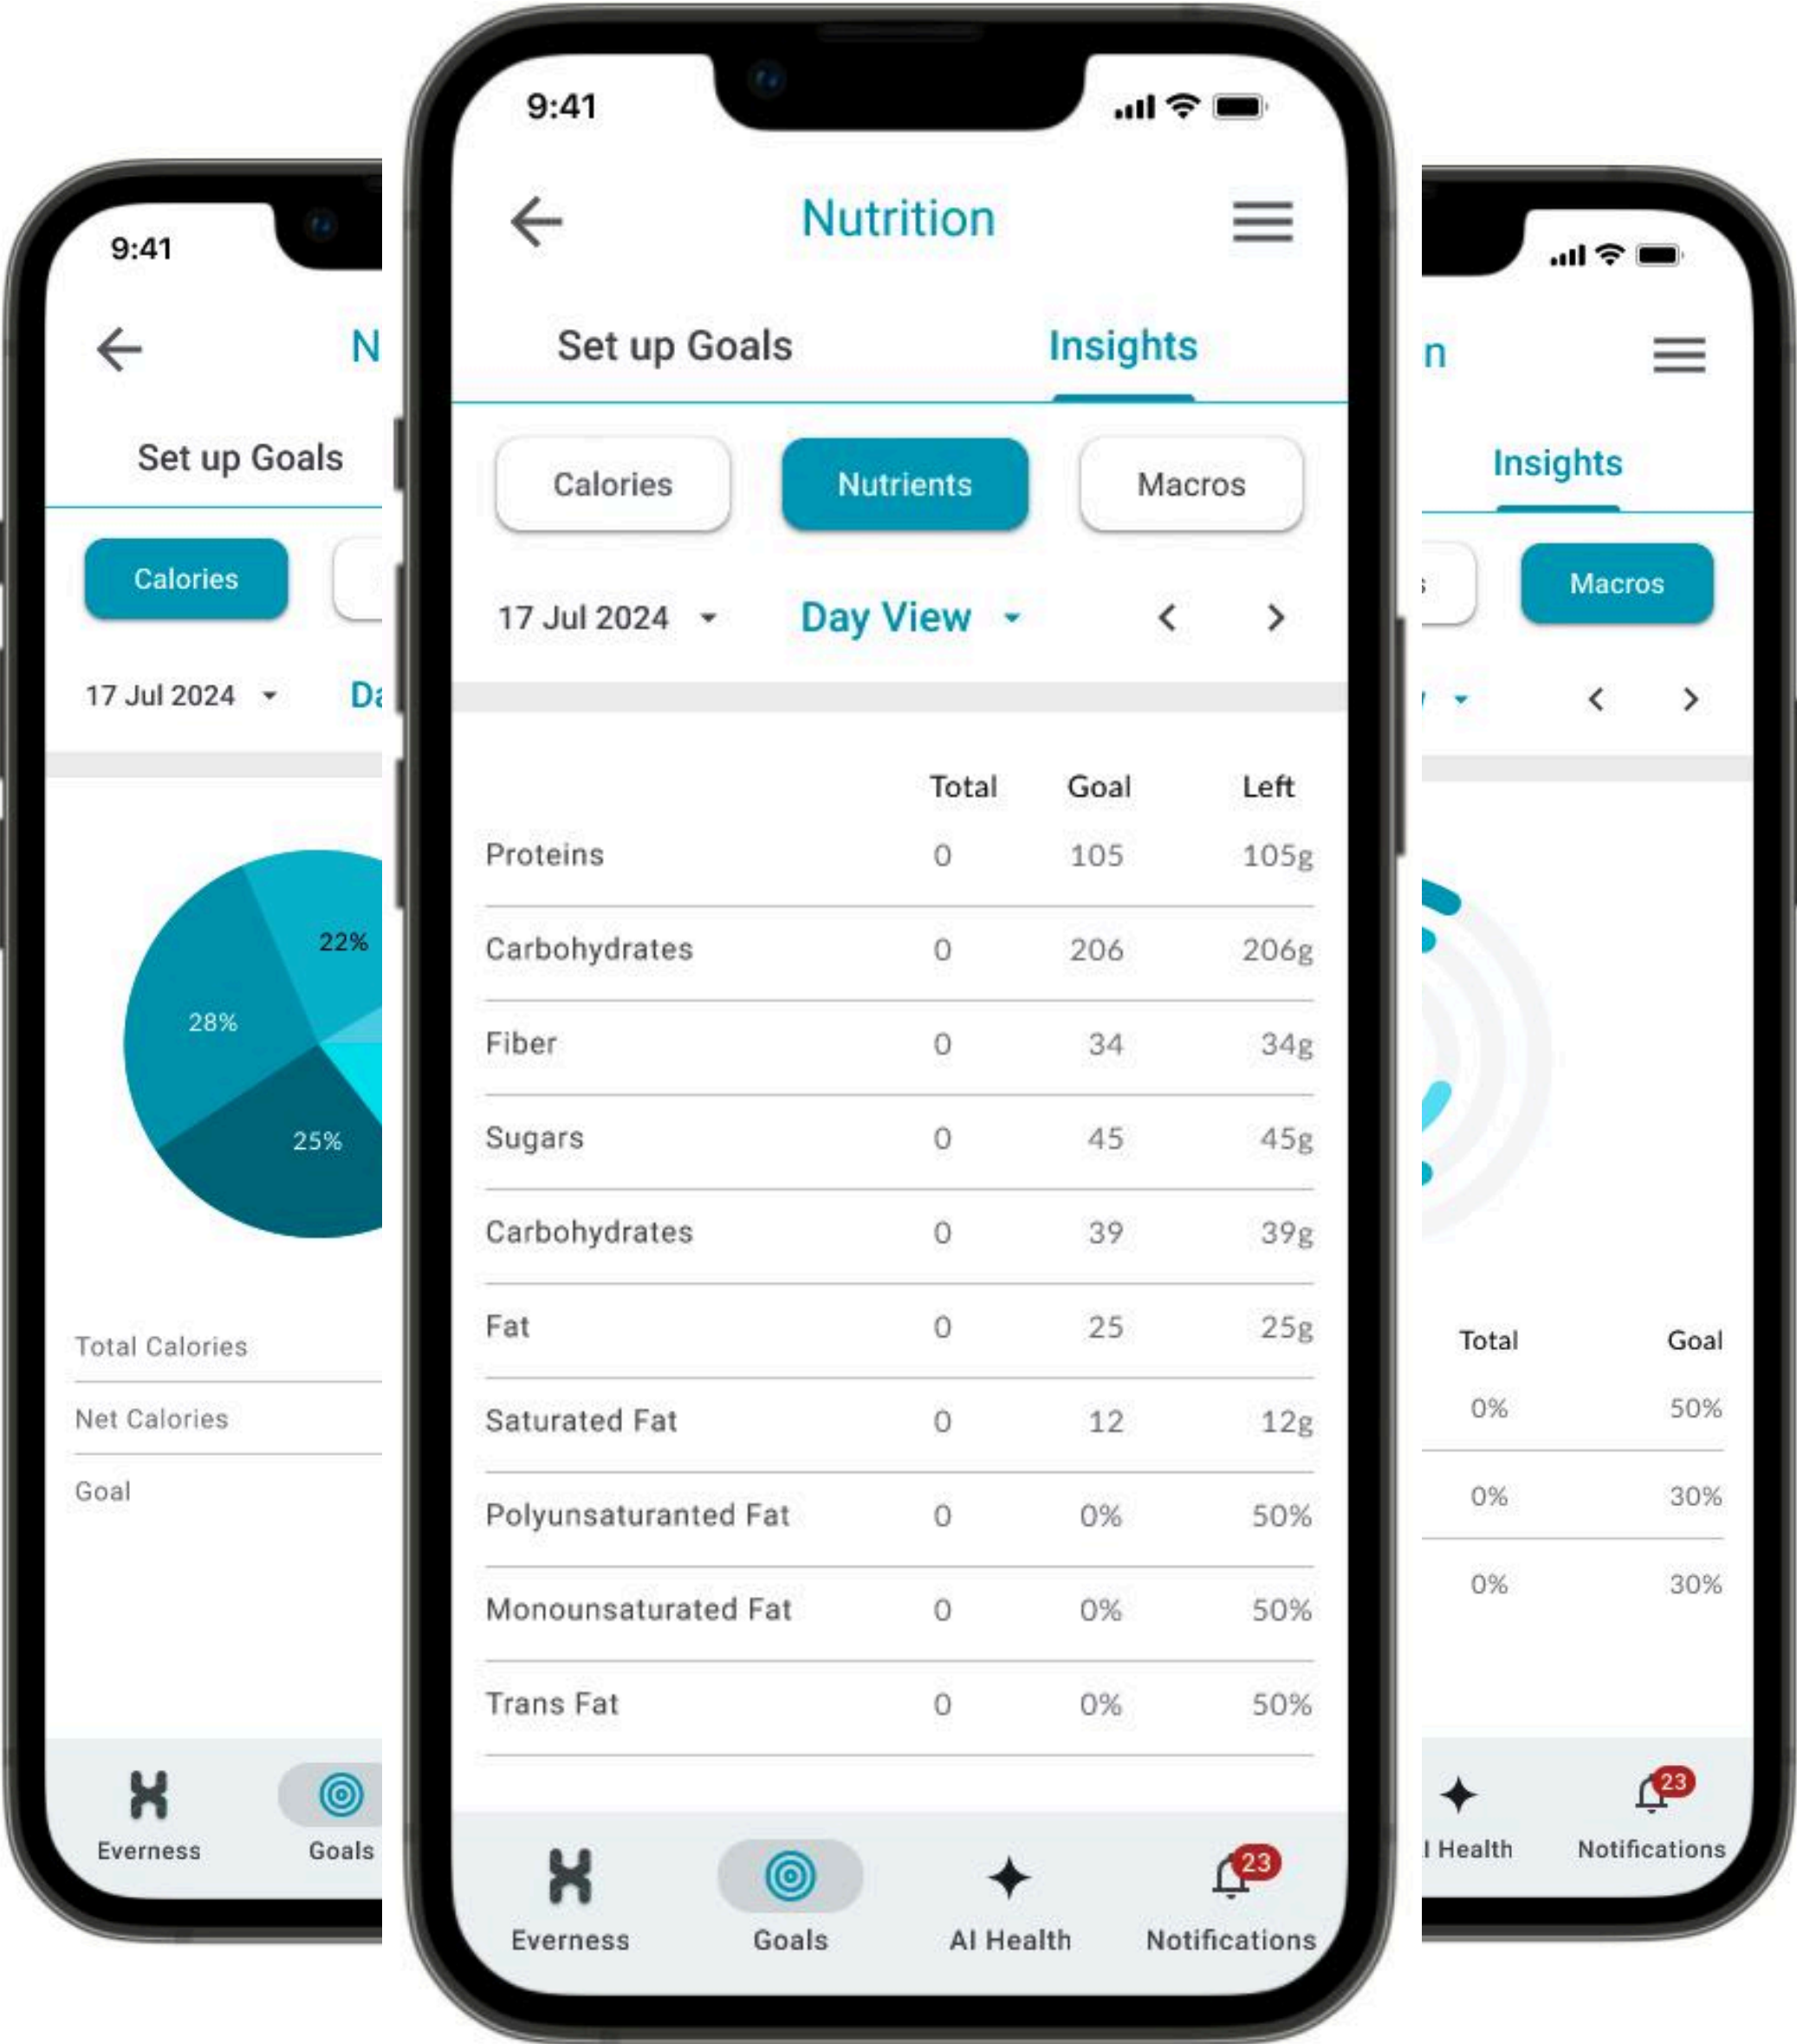 9:41
N
Set up Goals
Calories
17 Jul 2024
22%
28%
25%
Total Calories
Net Calories
Goal
Everness Goals
9:41
Nutrition
Set up Goals Insights
Calories Nutrients Macros
17 Jul 2024 Day View
Total Goal Left
Proteins 0 105 105g
Carbohydrates 0 206 206g
Fiber 0 34 34g
Sugars 0 45 45g
Carbohydrates 0 39 39g
Fat 0 25 25g
Saturated Fat 0 12 12g
Polyunsaturanted Fat 0 0% 50%
Monounsaturated Fat 0 0% 50%
Trans Fat 0 0% 50%
23
Everness Goals AI Health Notifications
n
Insights
Macros
Total Goal
0% 50%
0% 30%
0% 30%
23
Health Notifications